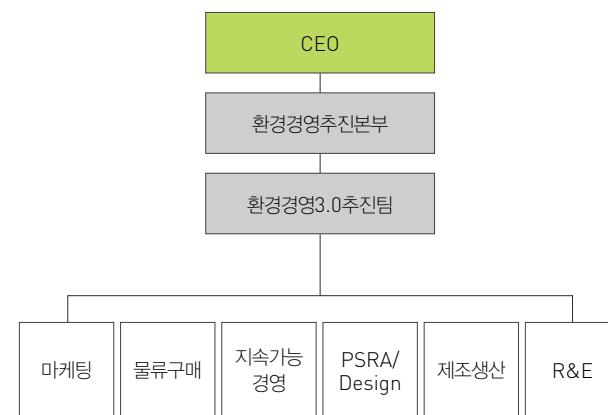 CEO
환경경영추진본부
환경경영3.0추진팀
마케팅
물류구매
지속가능
경영
PSRA/
Design
제조생산
R&E